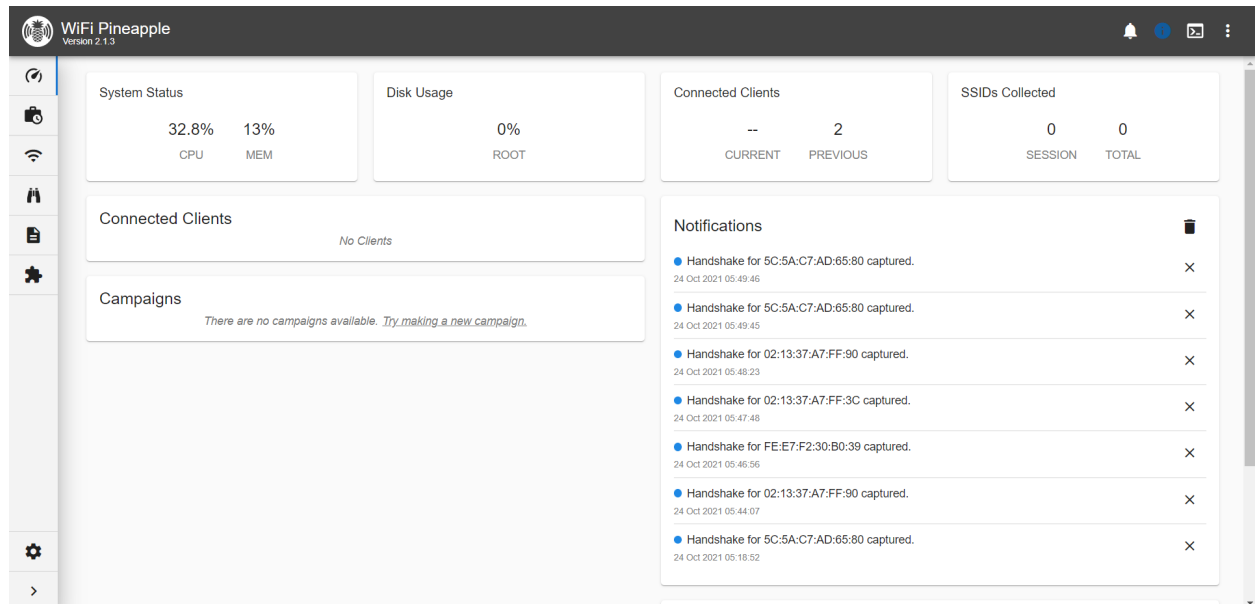 WiFi Pineapple
Version 2.1.3
System Status
32.8% 13%
CPU MEM
Disk Usage
0%
ROOT
Connected Clients
-- 2
CURRENT PREVIOUS
SSIDs Collected
0 0
SESSION TOTAL
Connected Clients
No Clients
Campaigns
There are no campaigns available. Try making a new campaign.
Notifications
Handshake for 5C:5A:C7:AD:65:80 captured.
24 Oct 2021 05:49:46
Handshake for 5C:5A:C7:AD:65:80 captured.
24 Oct 2021 05:49:45
Handshake for 02:13:37:A7:FF:90 captured.
24 Oct 2021 05:48:23
Handshake for 02:13:37:A7:FF:3C captured.
24 Oct 2021 05:47:48
Handshake for FE:E7:F2:30:B0:39 captured.
24 Oct 2021 05:46:56
Handshake for 02:13:37:A7:FF:90 captured.
24 Oct 2021 05:44:07
Handshake for 5C:5A:C7:AD:65:80 captured.
24 Oct 2021 05:18:52